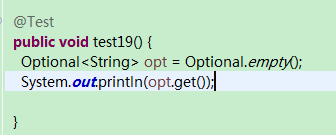 @Test
public void test19() {
Optional<String> opt = Optional.empty();
System.out.println(opt.get());
}